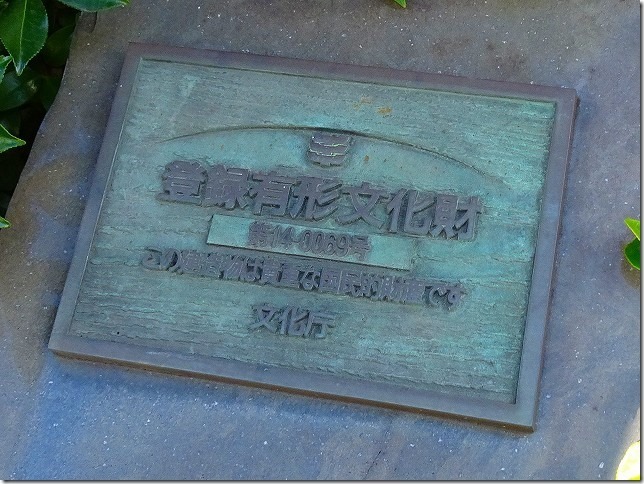 登録有形文化財
第14-0069号
この建造物は貴重な国民的財産です
文化庁